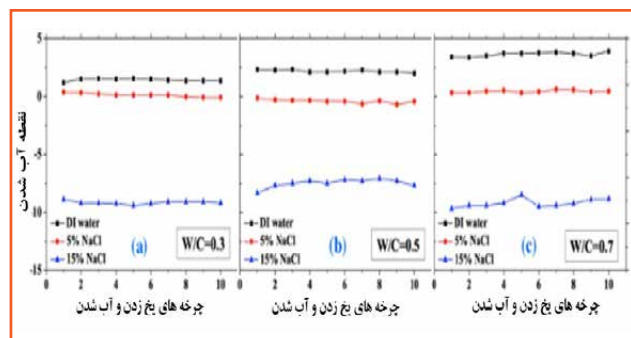 نقطه آب شدن
5
0
-5
-10
-15
DI water
5% NaCl
15% NaCl
(a)
W/C=0.3
0 2 4 6 8 10
چرخه های یخ زدن و آب شدن
DI water
5% NaCl
15% NaCl
(b)
W/C=0.5
0 2 4 6 8 10
چرخه های یخ زدن و آب شدن
DI water
5% NaCl
15% NaCl
(c)
W/C=0.7
0 2 4 6 8 10
چرخه های یخ زدن و آب شدن